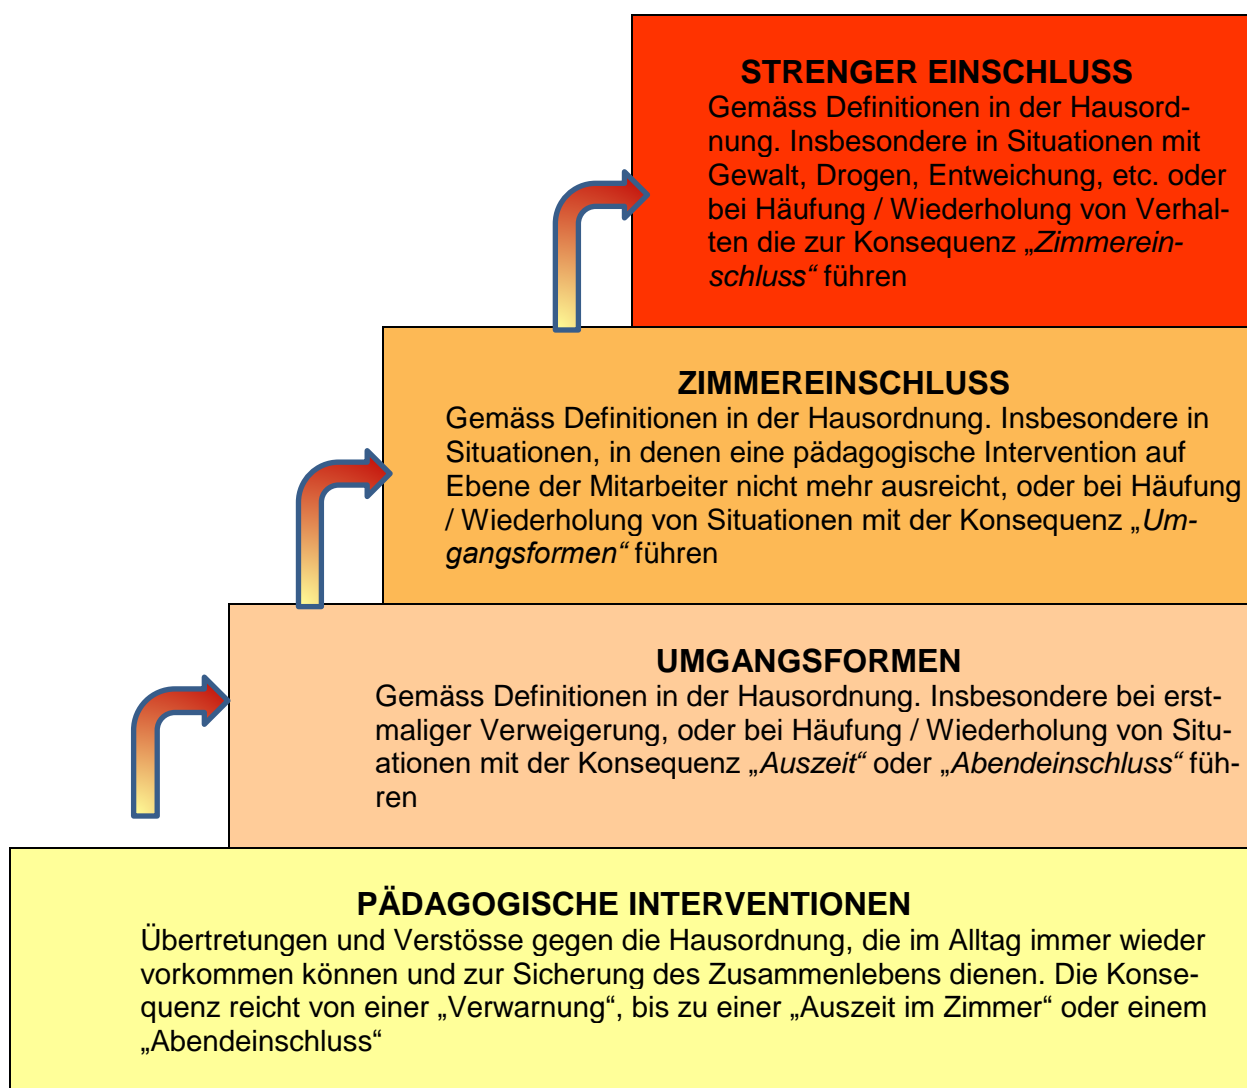 STRENGER EINSCHLUSS
Gemäss Definitionen in der Hausord-
nung. Insbesondere in Situationen mit
Gewalt, Drogen, Entweichung, etc. oder
bei Häufung / Wiederholung von Verhal-
ten die zur Konsequenz „Zimmerein-
schluss“ führen
ZIMMEREINSCHLUSS
Gemäss Definitionen in der Hausordnung. Insbesondere in
Situationen, in denen eine pädagogische Intervention auf
Ebene der Mitarbeiter nicht mehr ausreicht, oder bei Häufung
/ Wiederholung von Situationen mit der Konsequenz „Um-
gangsformen“ führen
UMGANGSFORMEN
Gemäss Definitionen in der Hausordnung. Insbesondere bei erst-
maliger Verweigerung, oder bei Häufung / Wiederholung von Situ-
ationen mit der Konsequenz „Auszeit“ oder „Abendeinschluss“ füh-
ren
PÄDAGOGISCHE INTERVENTIONEN
Übertretungen und Verstösse gegen die Hausordnung, die im Alltag immer wieder
vorkommen können und zur Sicherung des Zusammenlebens dienen. Die Konse-
quenz reicht von einer „Verwarnung“, bis zu einer „Auszeit im Zimmer“ oder einem
„Abendeinschluss“